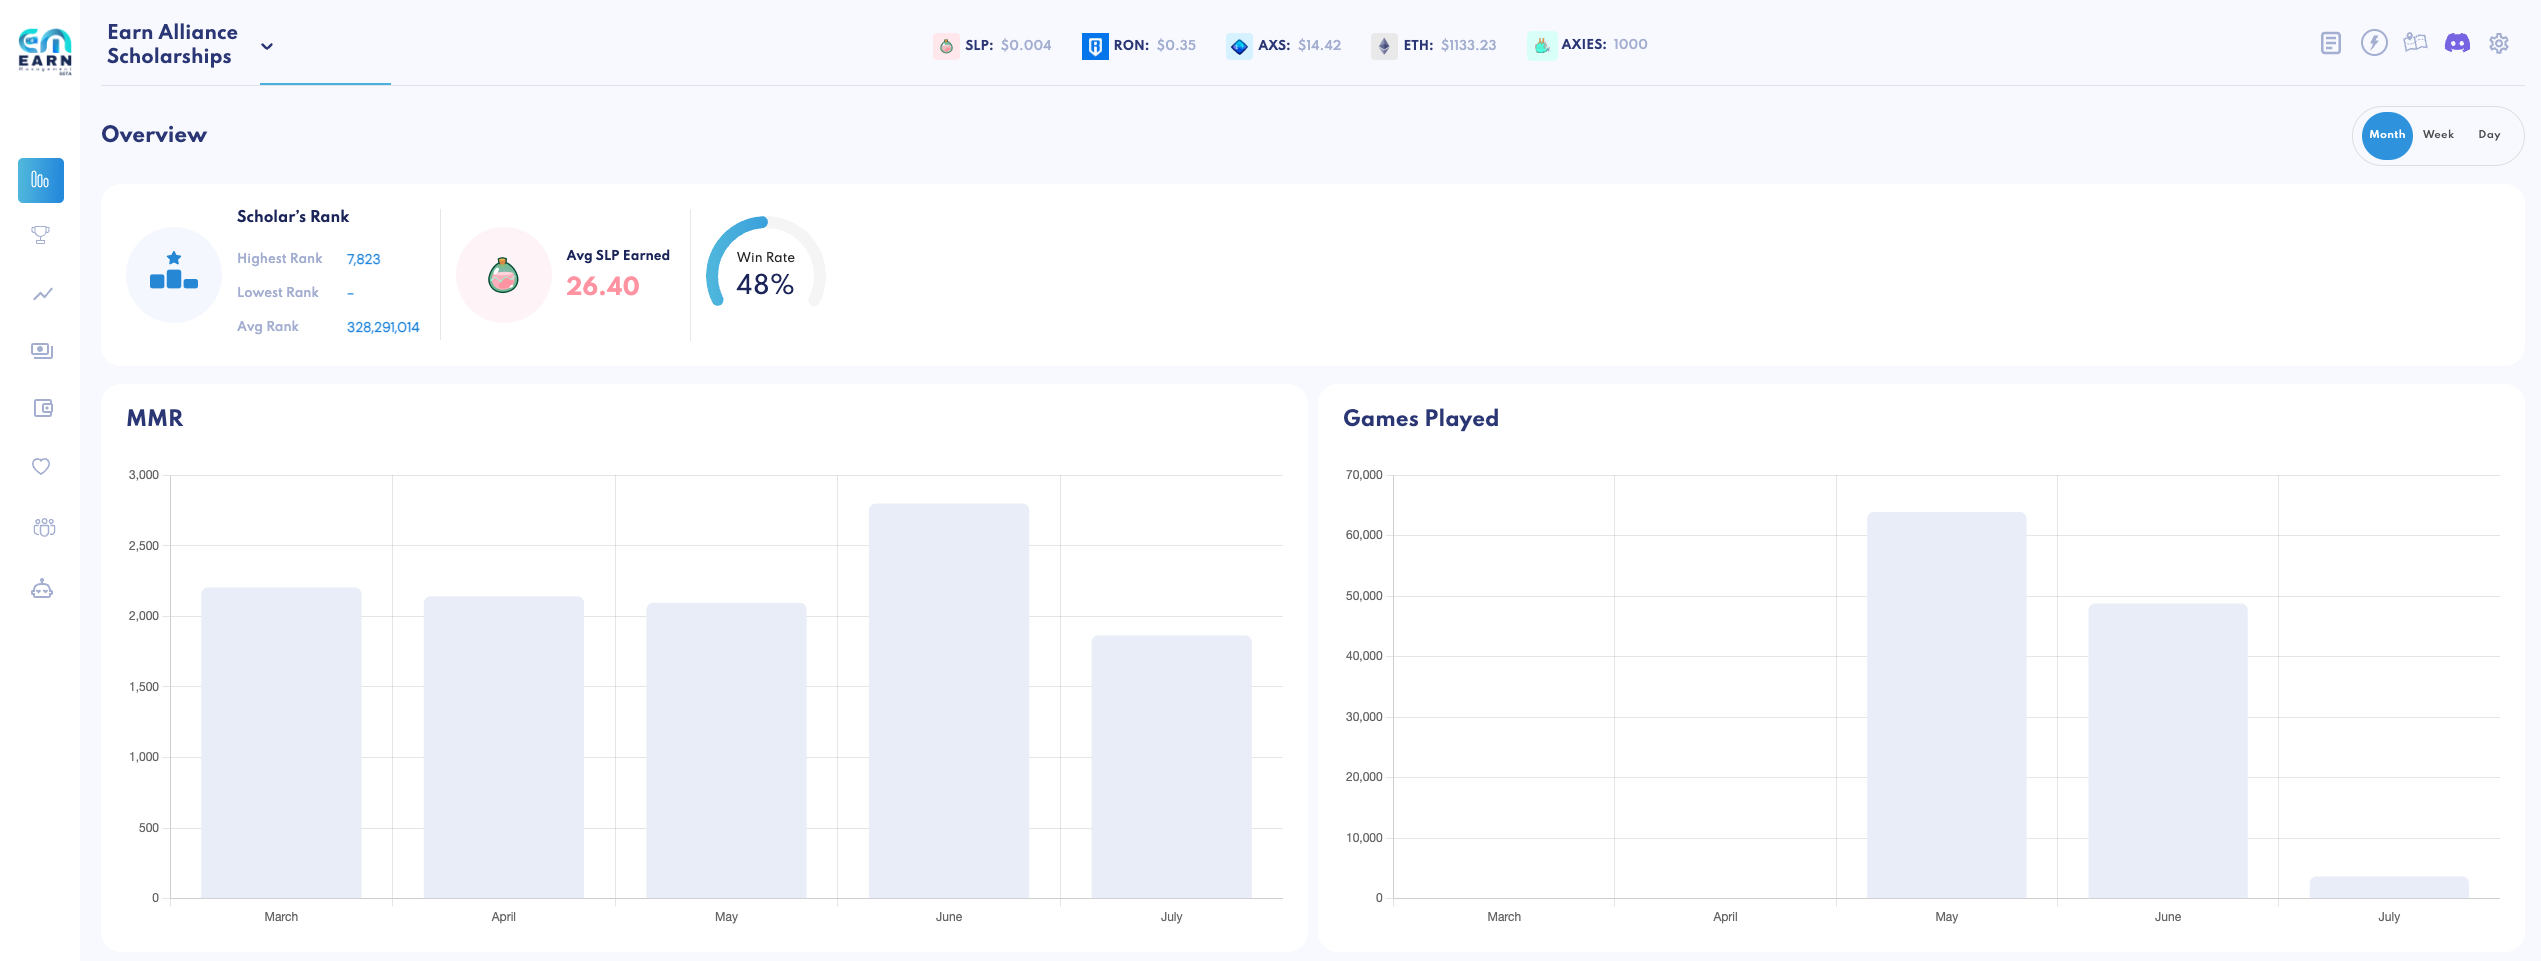 EARN
Management
BETA
Earn Alliance
Scholarships
SLP: $0.004
RON: $0.35
AXS: $14.42
ETH: $1133.23
AXIES: 1000
Overview
Month Week Day
Scholar's Rank
Highest Rank 7,823
Lowest Rank -
Avg Rank 328,291,014
Avg SLP Earned
26.40
Win Rate
48%
MMR
3,000
2,500
2,000
1,500
1,000
500
0
March April May June July
Games Played
70,000
60,000
50,000
40,000
30,000
20,000
10,000
0
March April May June July